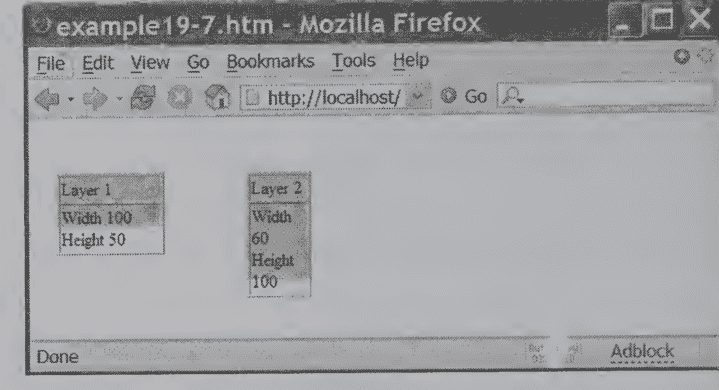 example19-7.htm - Mozilla Firefox
File Edit View Go Bookmarks Tools Help
http://localhost/ Go
Layer 1
Width 100
Height 50
Layer 2
Width
60
Height
100
Done Adblock